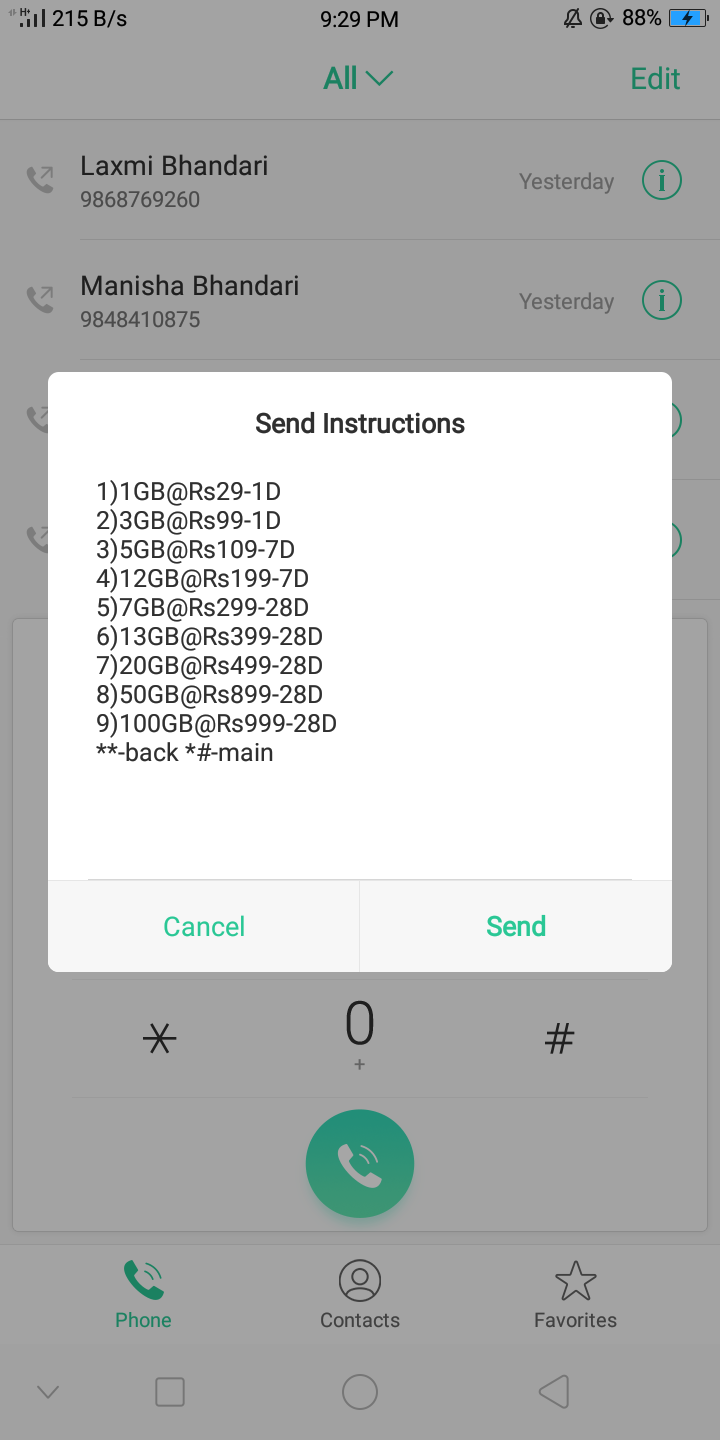 H+ 215 B/s 9:29 PM 88%
All Edit
Laxmi Bhandari
9868769260
Yesterday
Manisha Bhandari
9848410875
Yesterday
Send Instructions
1)1GB@Rs29-1D
2)3GB@Rs99-1D
3)5GB@Rs109-7D
4)12GB@Rs199-7D
5)7GB@Rs299-28D
6)13GB@Rs399-28D
7)20GB@Rs499-28D
8)50GB@Rs899-28D
9)100GB@Rs999-28D
**-back *#-main
Cancel Send
* 0 #
+
Phone Contacts Favorites